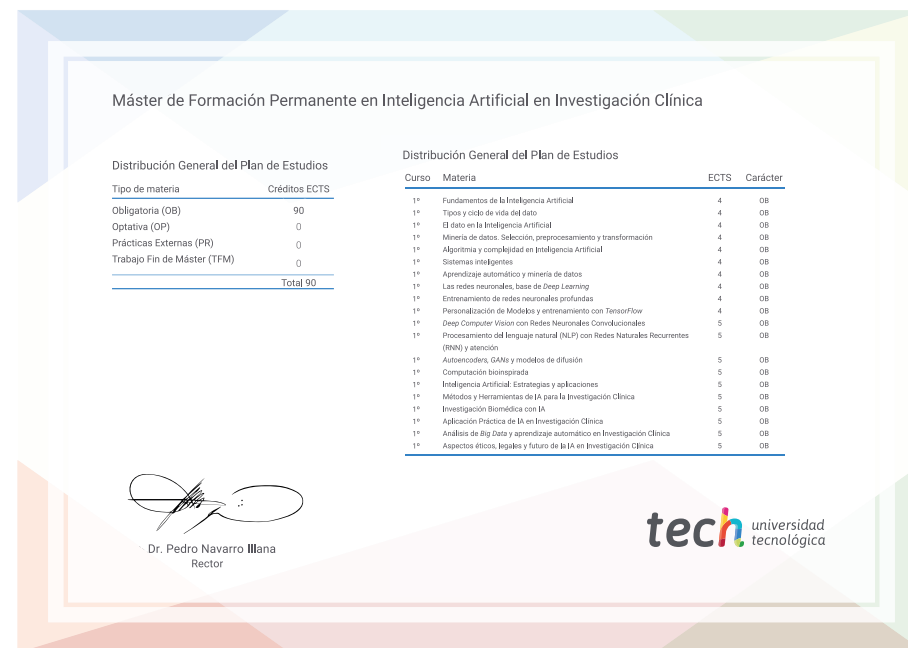 Máster de Formación Permanente en Inteligencia Artificial en Investigación Clínica
Distribución General del Plan de Estudios
Tipo de materia Créditos ECTS
Obligatoria (OB) 90
Optativa (OP) 0
Prácticas Externas (PR) 0
Trabajo Fin de Máster (TFM) 0
Total 90
Distribución General del Plan de Estudios
Curso Materia ECTS Carácter
1º Fundamentos de la Inteligencia Artificial 4 OB
1º Tipos y ciclo de vida del dato 4 OB
1º El dato en la Inteligencia Artificial 4 OB
1º Minería de datos. Selección, preprocesamiento y transformación 4 OB
1º Algoritmia y complejidad en Inteligencia Artificial 4 OB
1º Sistemas inteligentes 4 OB
1º Aprendizaje automático y minería de datos 4 OB
1º Las redes neuronales, base de Deep Learning 4 OB
1º Entrenamiento de redes neuronales profundas 4 OB
1º Personalización de Modelos y entrenamiento con TensorFlow 4 OB
1º Deep Computer Vision con Redes Neuronales Convolucionales 5 OB
1º Procesamiento del lenguaje natural (NLP) con Redes Naturales Recurrentes 5 OB
(RNN) y atención
1º Autoencoders, GANs y modelos de difusión 5 OB
1º Computación bioinspirada 5 OB
1º Inteligencia Artificial: Estrategias y aplicaciones 5 OB
1º Métodos y Herramientas de IA para la Investigación Clínica 5 OB
1º Investigación Biomédica con IA 5 OB
1º Aplicación Práctica de IA en Investigación Clínica 5 OB
1º Análisis de Big Data y aprendizaje automático en Investigación Clínica 5 OB
1º Aspectos éticos, legales y futuro de la IA en Investigación Clínica 5 OB
Dr. Pedro Navarro Illana
Rector
tech universidad
tecnológica